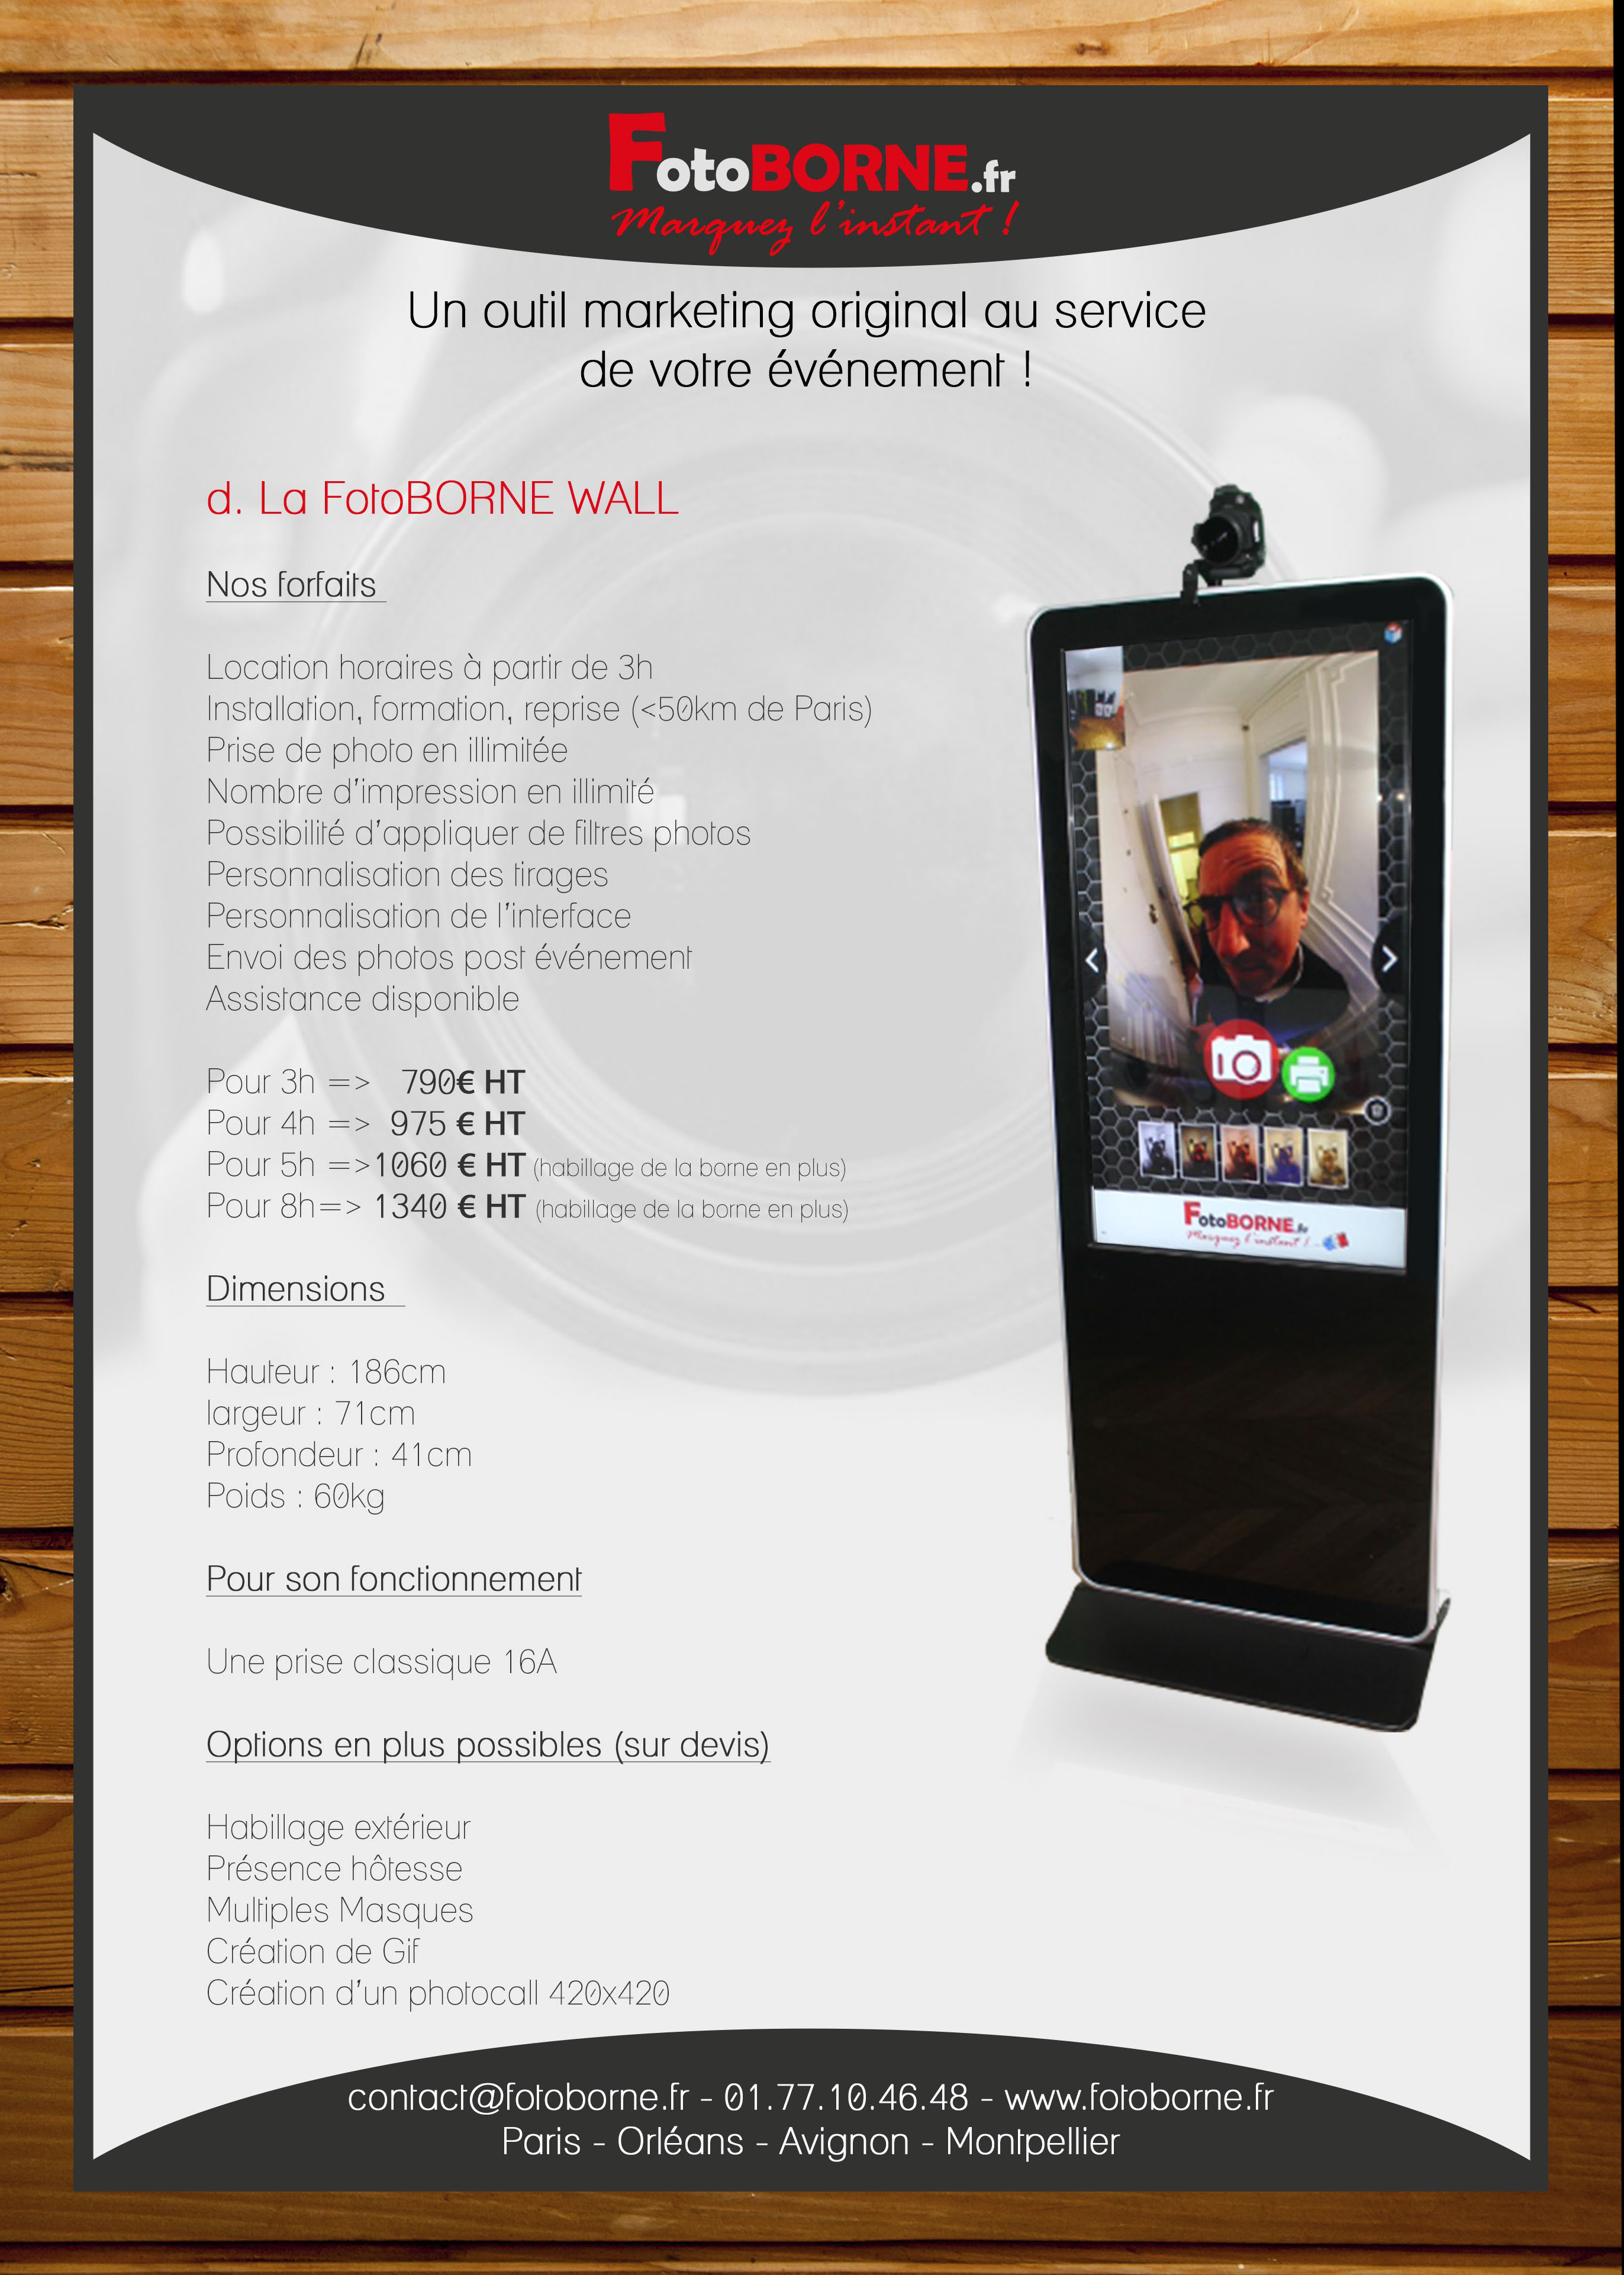 FotoBORNE.fr
Marquez l'instant !
Un outil marketing original au service
de votre événement !
d. La FotoBORNE WALL
Nos forfaits
Location horaires à partir de 3h
Installation, formation, reprise (<50km de Paris)
Prise de photo en illimitée
Nombre d'impression en illimité
Possibilité d'appliquer de filtres photos
Personnalisation des tirages
Personnalisation de l'interface
Envoi des photos post événement
Assistance disponible
Pour 3h => 790€ HT
Pour 4h => 975 € HT
Pour 5h =>1060 € HT (habillage de la borne en plus)
Pour 8h=> 1340 € HT (habillage de la borne en plus)
FotoBORNE.fr
Marquez l'instant !
Dimensions
Hauteur : 186cm
largeur : 71cm
Profondeur : 41cm
Poids : 60kg
Pour son fonctionnement
Une prise classique 16A
Options en plus possibles (sur devis)
Habillage extérieur
Présence hôtesse
Multiples Masques
Création de Gif
Création d'un photocall 420x420
contact@fotoborne.fr - 01.77.10.46.48 - www.fotoborne.fr
Paris - Orléans - Avignon - Montpellier